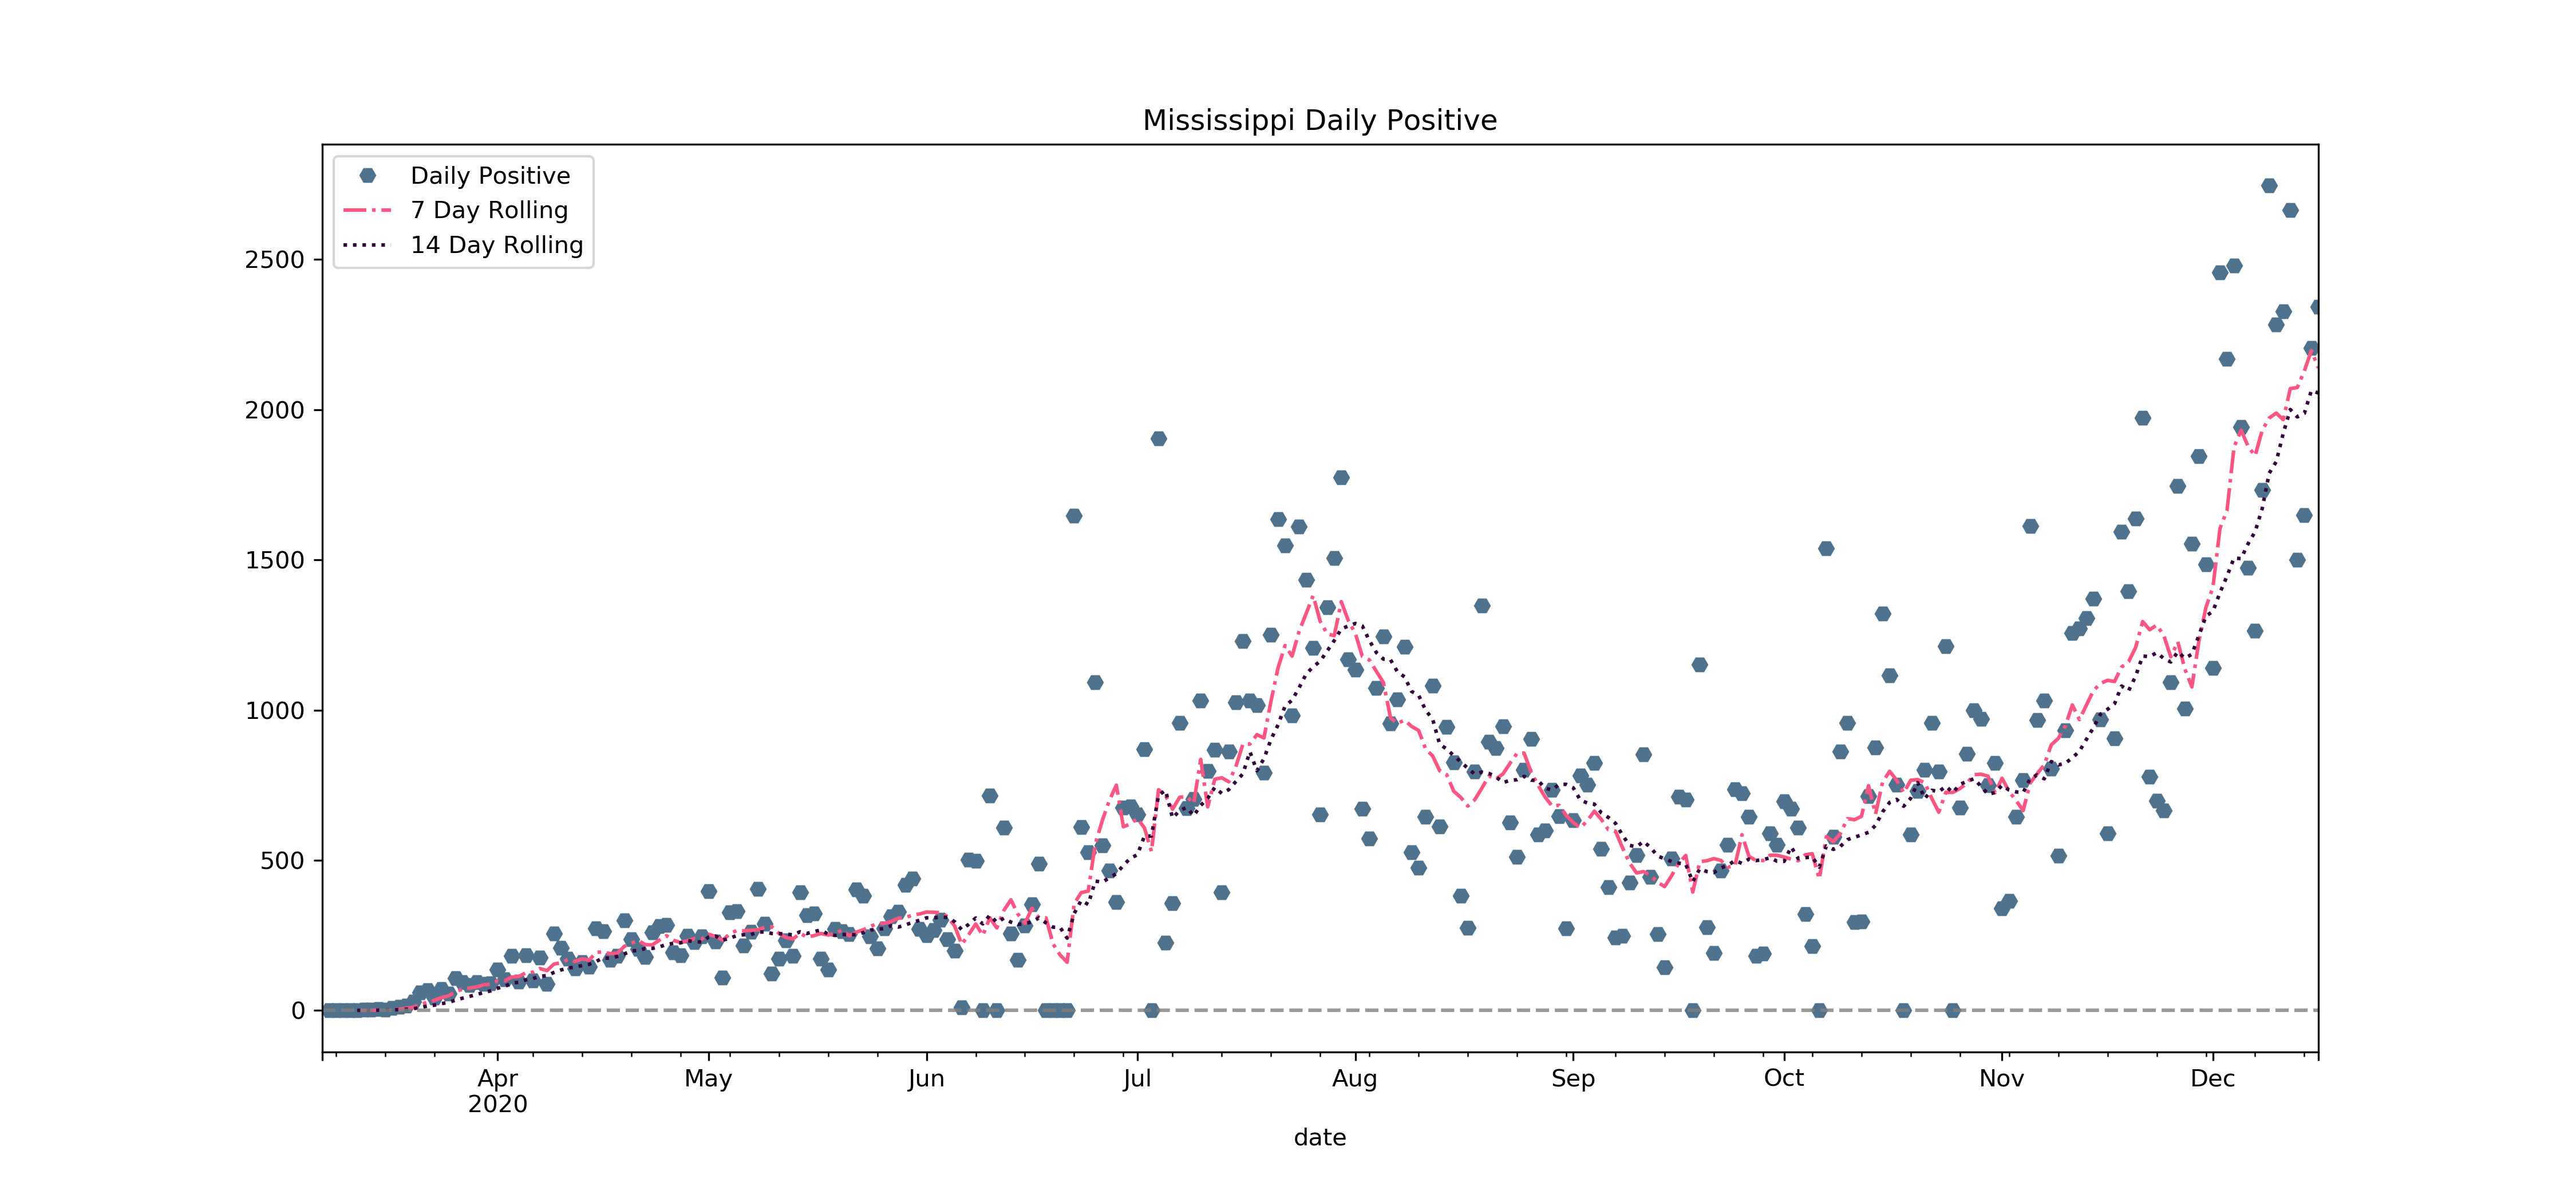 Mississippi Daily Positive
Daily Positive
7 Day Rolling
14 Day Rolling
2500
2000
1500
1000
500
0
Apr May Jun Jul Aug Sep Oct Nov Dec
2020
date